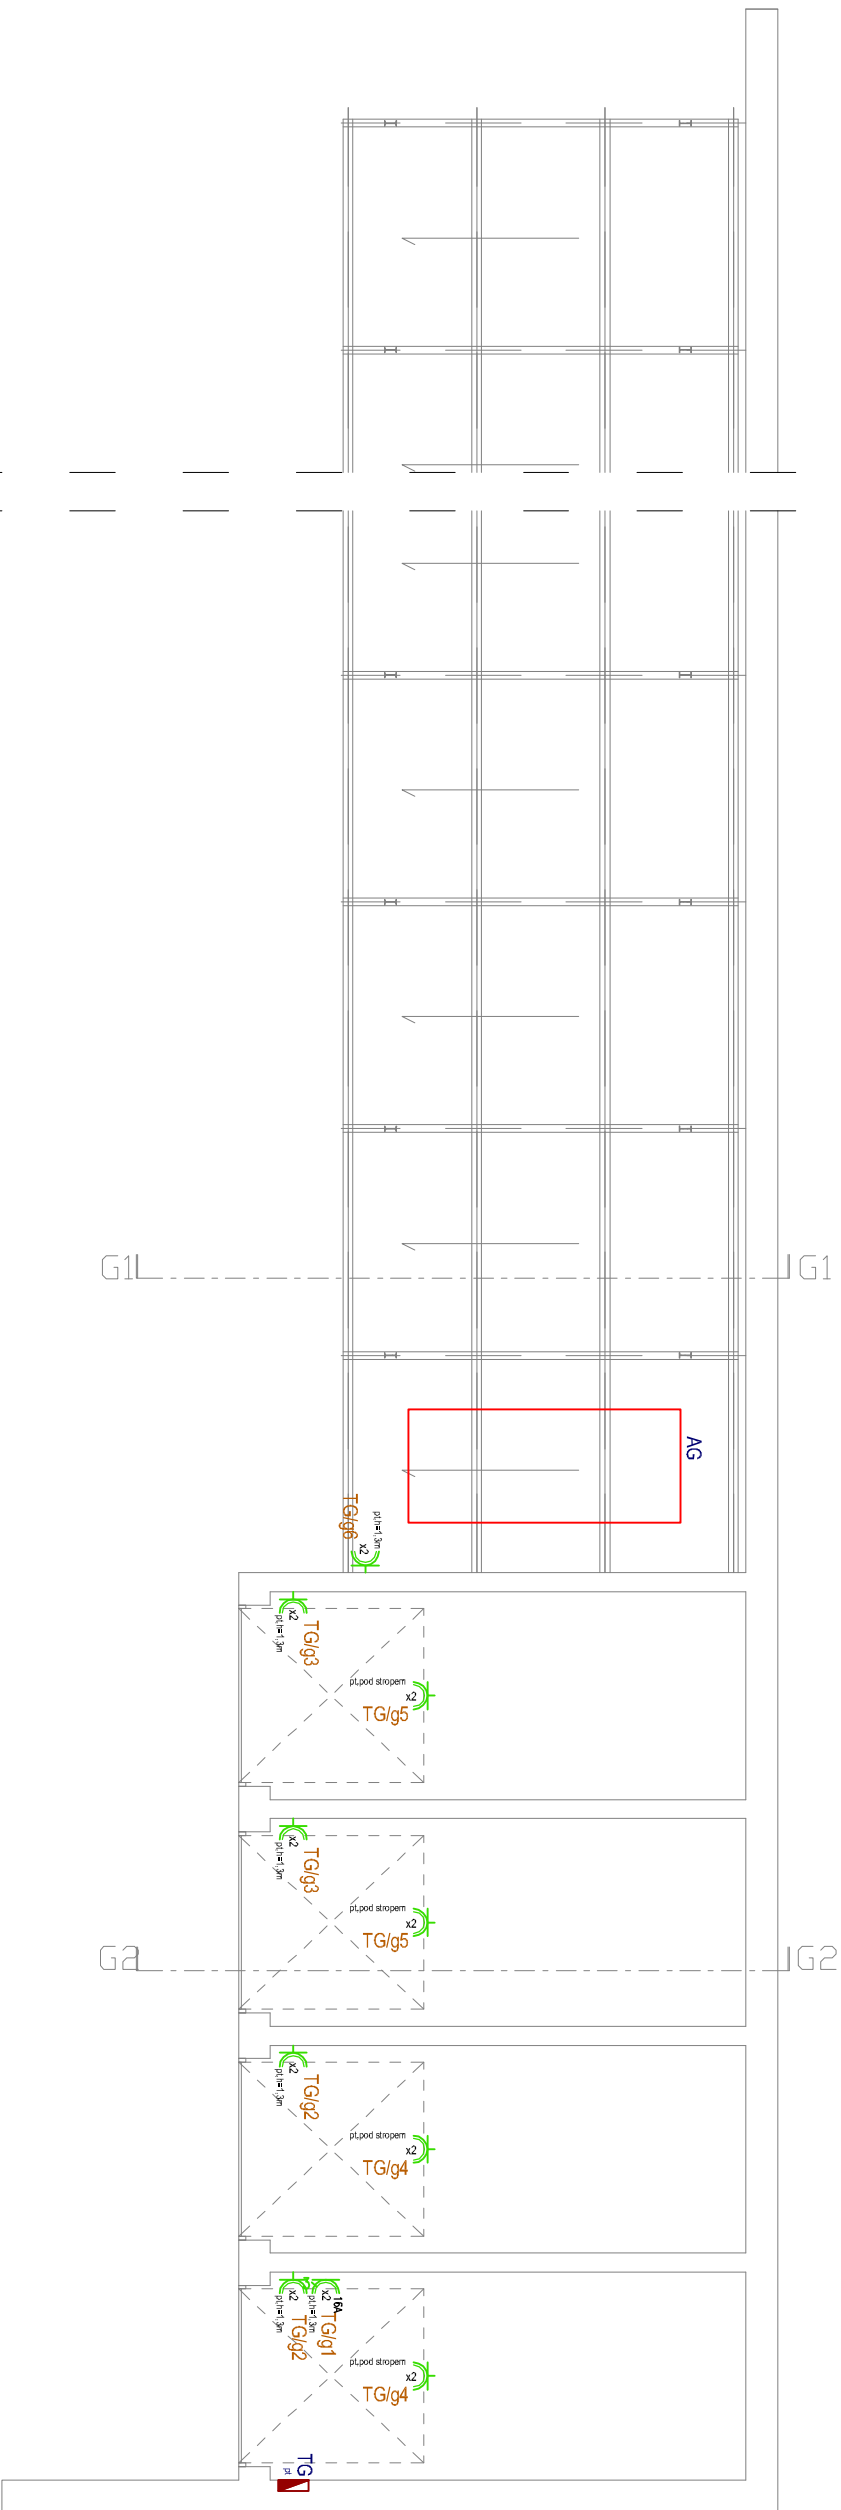 G1
G1
AG
TG/g6
pt,h=1,3m
x2
x2
pt,h=1,3m
TG/g3
pt,pod stropem
x2
TG/g5
x2
pt,h=1,3m
TG/g3
pt,pod stropem
x2
TG/g5
G2
G2
x2
pt,h=1,3m
TG/g2
pt,pod stropem
x2
TG/g4
x2
pt,h=1,3m
TG/g2
x2
16A
pt,h=1,3m
TG/g1
pt,pod stropem
x2
TG/g4
TG
pt